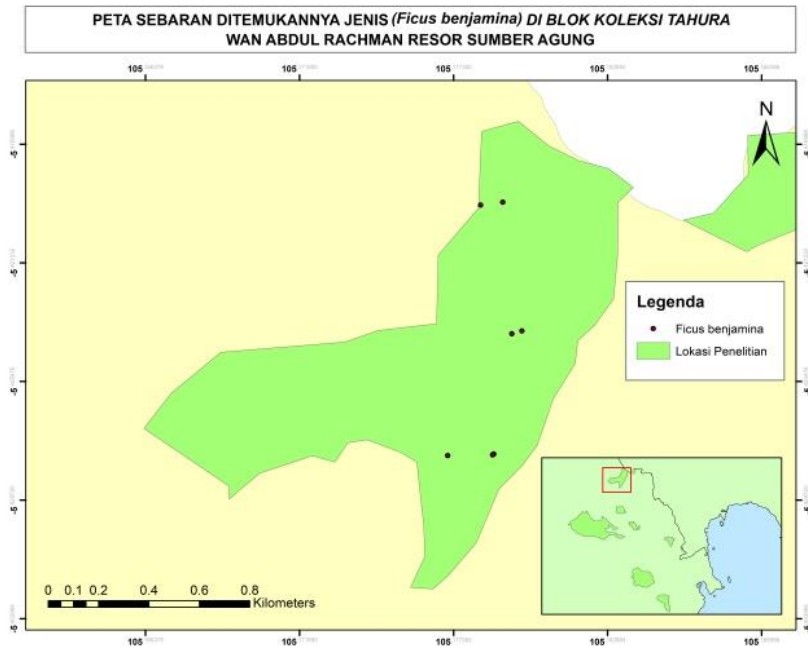 PETA SEBARAN DITEMUKANNYA JENIS (Ficus benjamina) DI BLOK KOLEKSI TAHURA
WAN ABDUL RACHMAN RESOR SUMBER AGUNG
105 105 105 105 105
N
Legenda
Ficus benjamina
Lokasi Penelitian
0 0.1 0.2 0.4 0.6 0.8
Kilometers
105 105 105 105 105